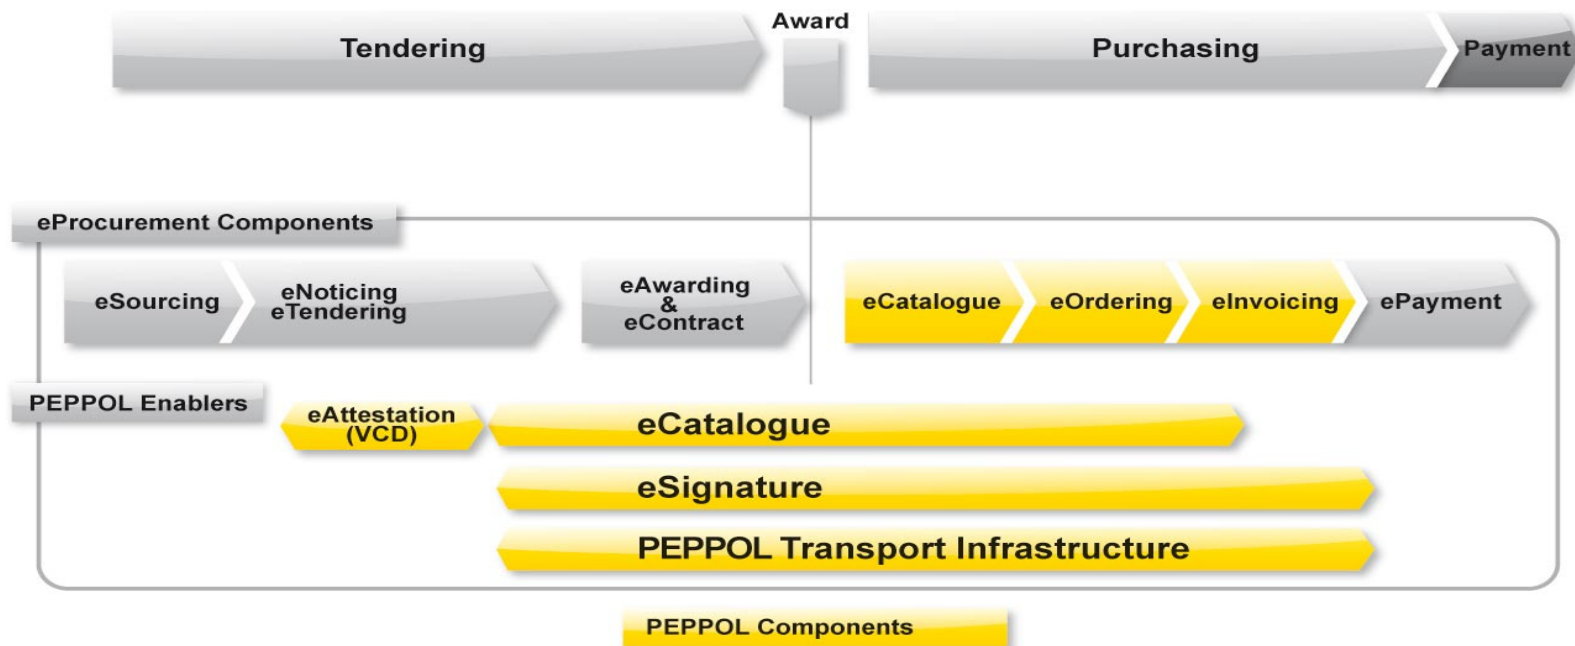 Tendering
Award
Purchasing
Payment
eProcurement Components
eSourcing
eNoticing
eTendering
eAwarding
&
eContract
eCatalogue
eOrdering
eInvoicing
ePayment
PEPPOL Enablers
eAttestation
(VCD)
eCatalogue
eSignature
PEPPOL Transport Infrastructure
PEPPOL Components